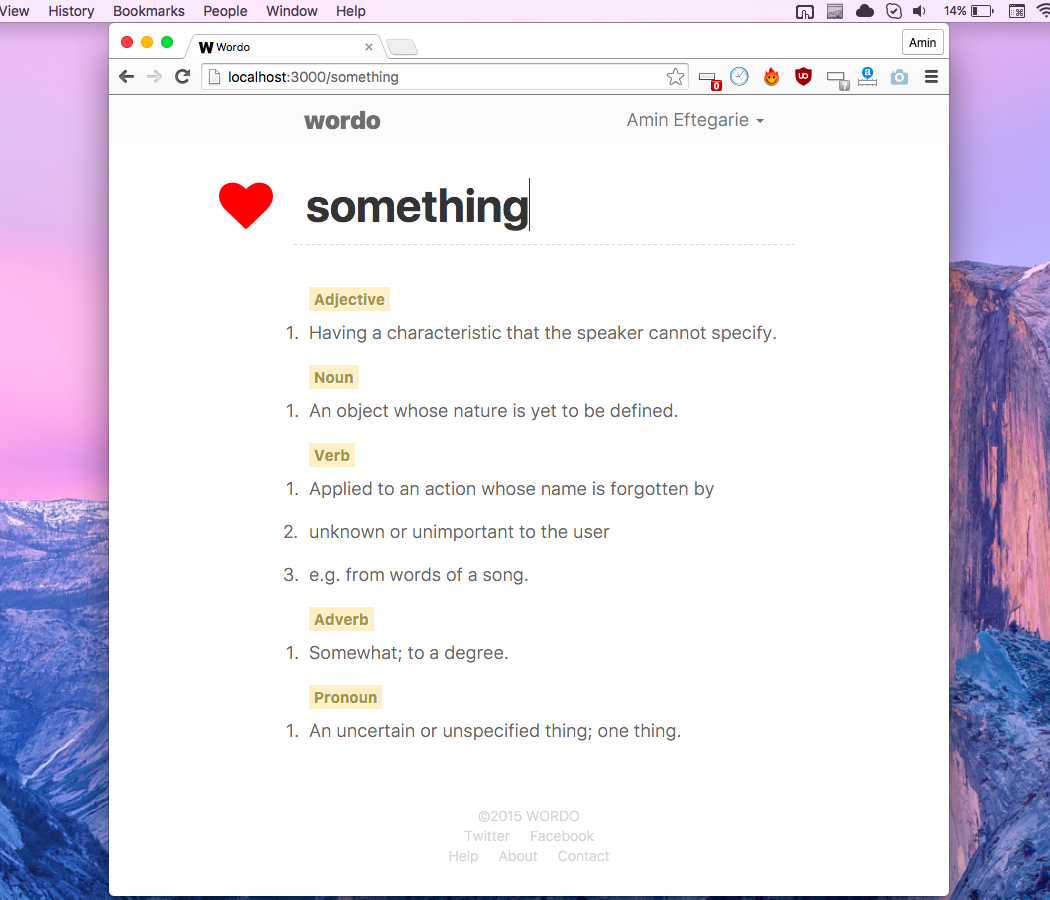 View History Bookmarks People Window Help 14%
W Wordo Amin
localhost:3000/something 0 UD ? a
wordo Amin Eftegarie
something
Adjective
1. Having a characteristic that the speaker cannot specify.
Noun
1. An object whose nature is yet to be defined.
Verb
1. Applied to an action whose name is forgotten by
2. unknown or unimportant to the user
3. e.g. from words of a song.
Adverb
1. Somewhat; to a degree.
Pronoun
1. An uncertain or unspecified thing; one thing.
©2015 WORDO
Twitter Facebook
Help About Contact